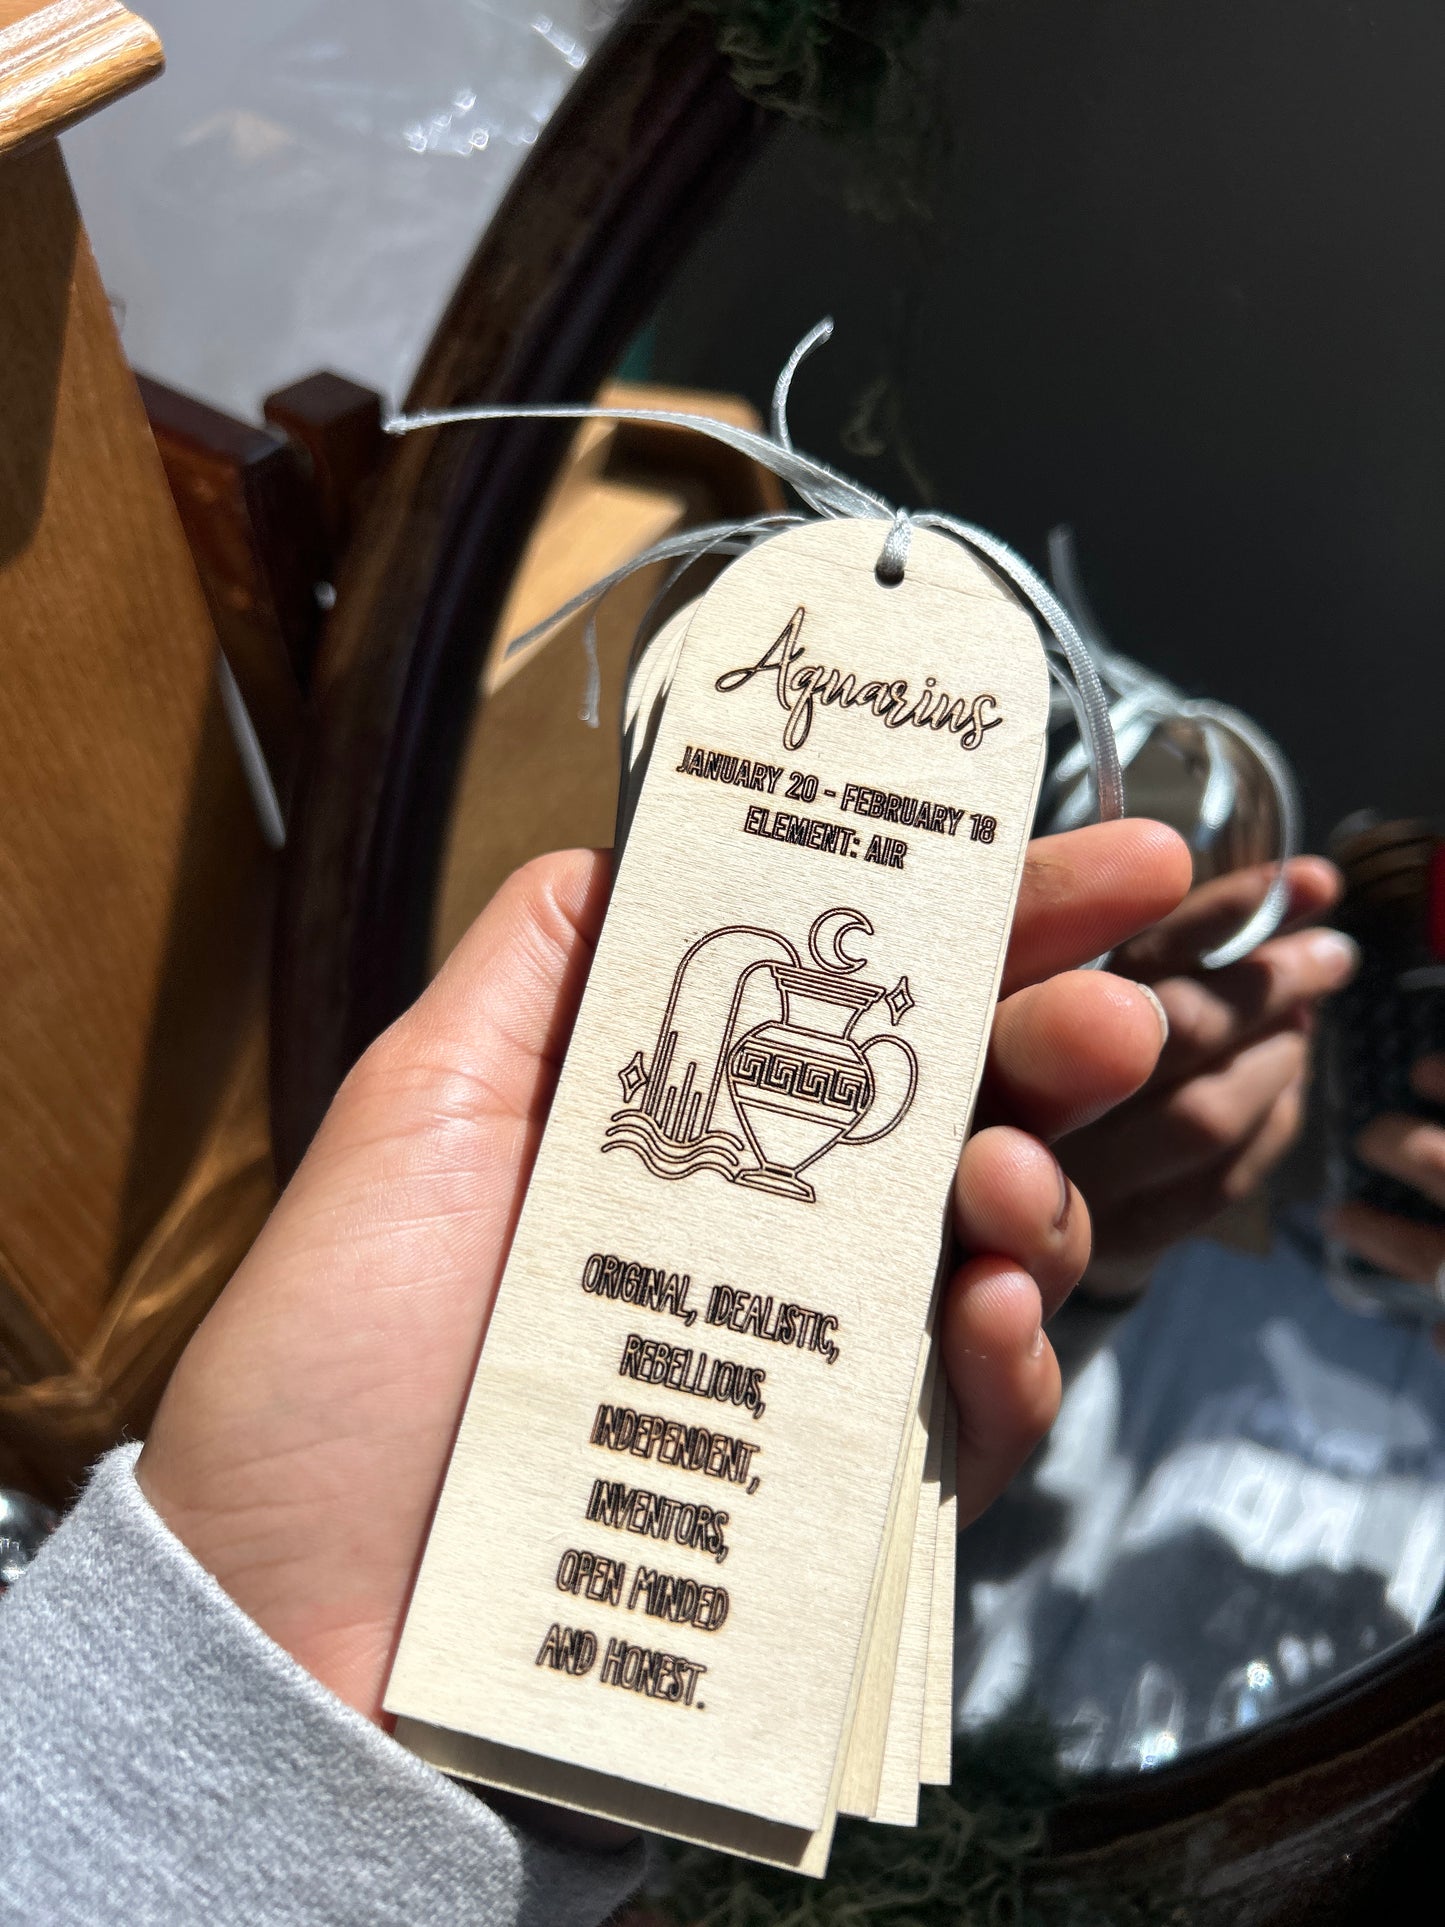 Aquarius
JANUARY 20 - FEBRUARY 18
ELEMENT: AIR
ORIGINAL, IDEALISTIC,
REBELLIOUS,
INDEPENDENT,
INVENTORS,
OPEN MINDED
AND HONEST.